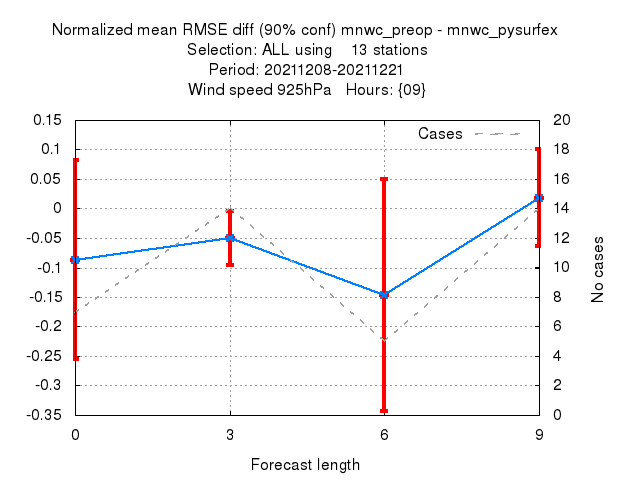 Normalized mean RMSE diff (90% conf) mnwc_preop - mnwc_pysurfex
Selection: ALL using    13 stations
Period: 20211208-20211221
Wind speed 925hPa   Hours: {09}
Cases
0.15
0.1
0.05
0
-0.05
-0.1
-0.15
-0.2
-0.25
-0.3
-0.35
20
18
16
14
12
10
8
6
4
2
0
No cases
0 3 6 9
Forecast length